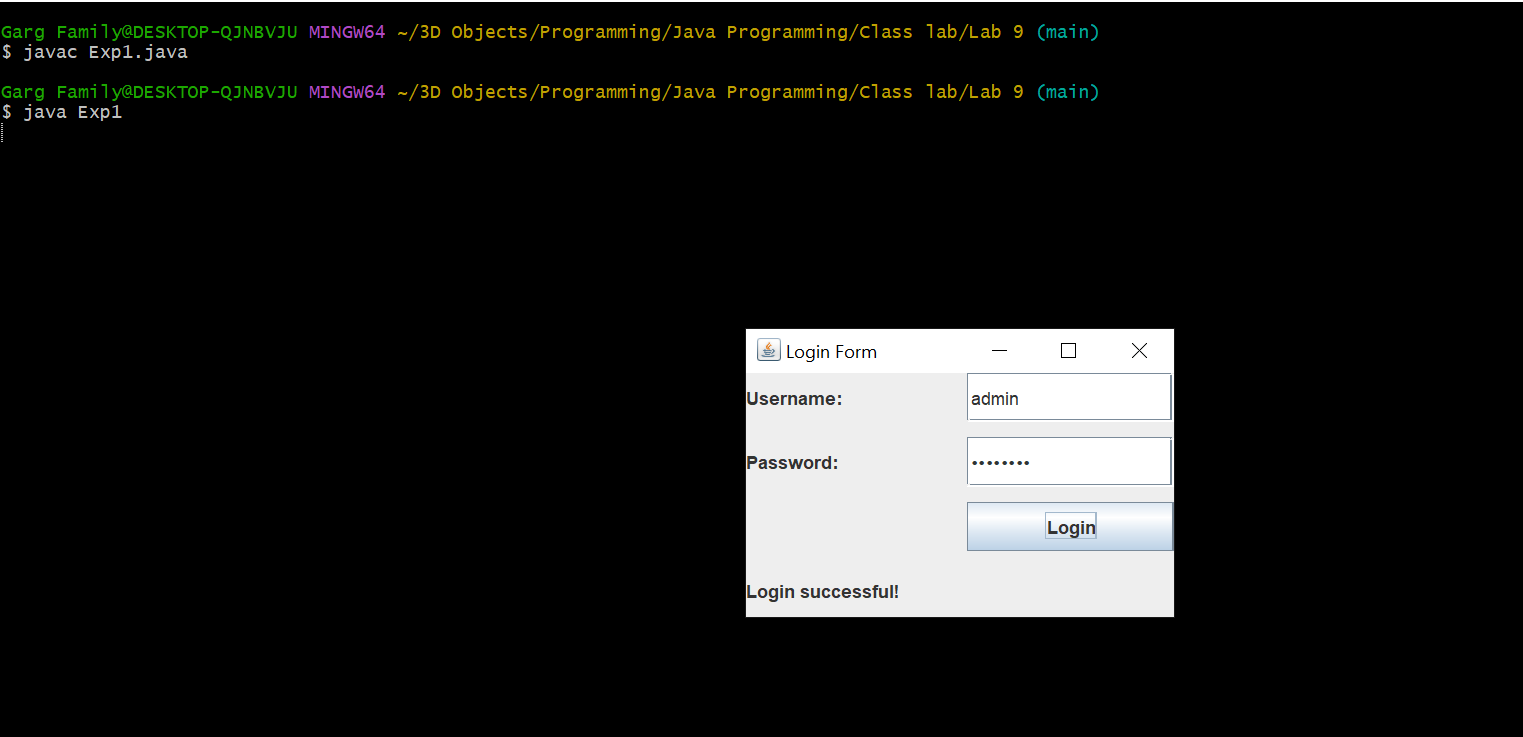 Garg Family@DESKTOP-QJNBVJU MINGW64 ~/3D Objects/Programming/Java Programming/Class lab/Lab 9 (main)
$ javac Exp1.java
Garg Family@DESKTOP-QJNBVJU MINGW64 ~/3D Objects/Programming/Java Programming/Class lab/Lab 9 (main)
$ java Exp1
Login Form
Username: admin
Password: ••••••••
Login
Login successful!